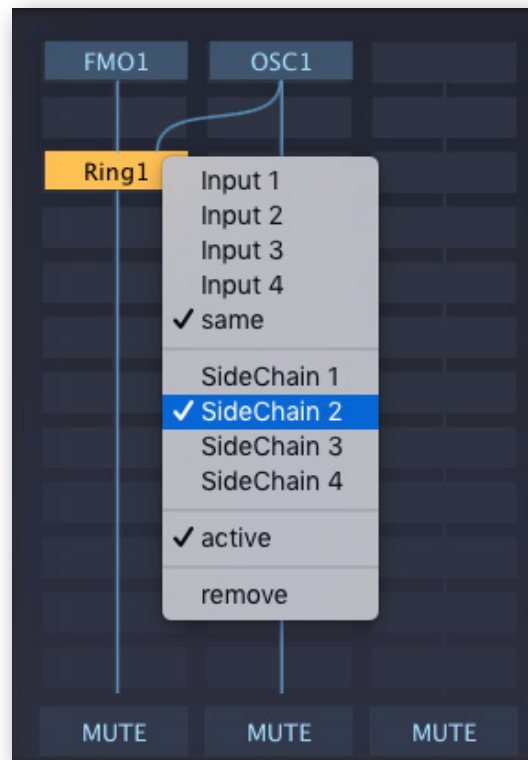 FMO1 OSC1
Ring1
Input 1
Input 2
Input 3
Input 4
✓ same
SideChain 1
✓ SideChain 2
SideChain 3
SideChain 4
✓ active
remove
MUTE MUTE MUTE